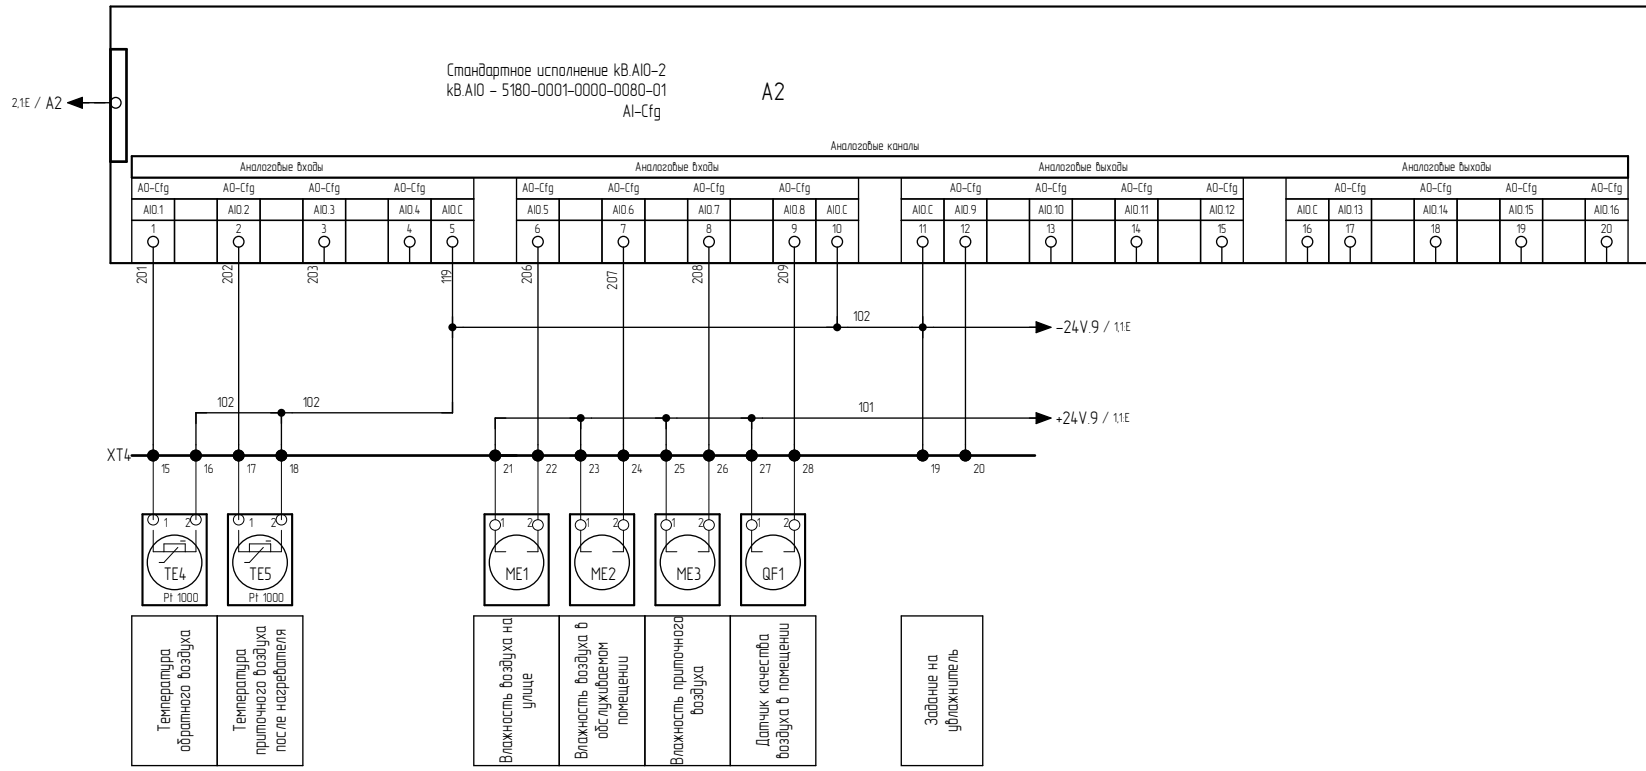 Стандартное исполнение kB.AIO-2
kB.AIO - 5180-0001-0000-0080-01
AI-Cfg
A2
2,1:E / A2
Аналоговые каналы
Аналоговые входы Аналоговые входы Аналоговые выходы Аналоговые выходы
AO-Cfg AO-Cfg AO-Cfg AO-Cfg AO-Cfg AO-Cfg AO-Cfg AO-Cfg AO-Cfg AO-Cfg AO-Cfg AO-Cfg AO-Cfg AO-Cfg AO-Cfg AO-Cfg
AIO.1 AIO.2 AIO.3 AIO.4 AIO.C AIO.5 AIO.6 AIO.7 AIO.8 AIO.C AIO.C AIO.9 AIO.10 AIO.11 AIO.12 AIO.C AIO.13 AIO.14 AIO.15 AIO.16
1 2 3 4 5 6 7 8 9 10 11 12 13 14 15 16 17 18 19 20
201 202 203 119 206 207 208 209
102
-24V.9 / 1,1:E
102 102
101
+24V.9 / 1,1:E
XT4
15 16 17 18 21 22 23 24 25 26 27 28 19 20
1 2 1 2 1 2 1 2 1 2 1 2
TE4 TE5 ME1 ME2 ME3 QF1
Pt 1000 Pt 1000
Температура
обратного воздуха
Температура
приточного воздуха
после нагревателя
Влажность воздуха на
улице
Влажность воздуха в
обслуживаемом
помещении
Влажность приточного
воздуха
Датчик качества
воздуха в помещении
Задание на
увлажнитель